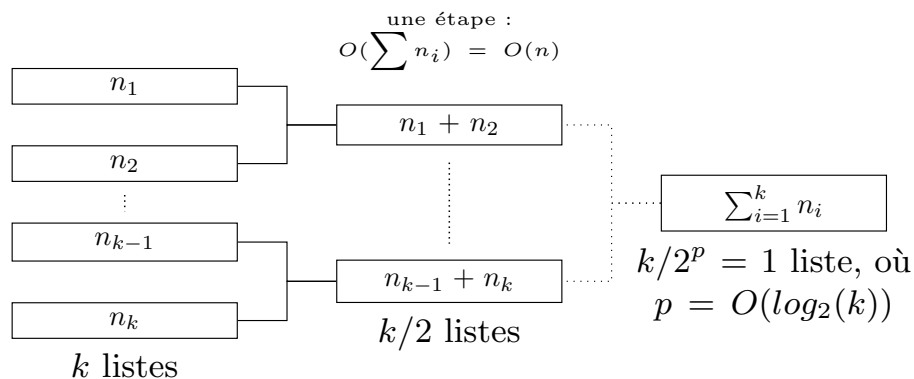 une étape :
O(∑ n_i) = O(n)
n_1
n_2
n_{k−1}
n_k
k listes
n_1 + n_2
n_{k−1} + n_k
k/2 listes
∑_{i=1}^{k} n_i
k/2^p = 1 liste, où
p = O(log_2(k))